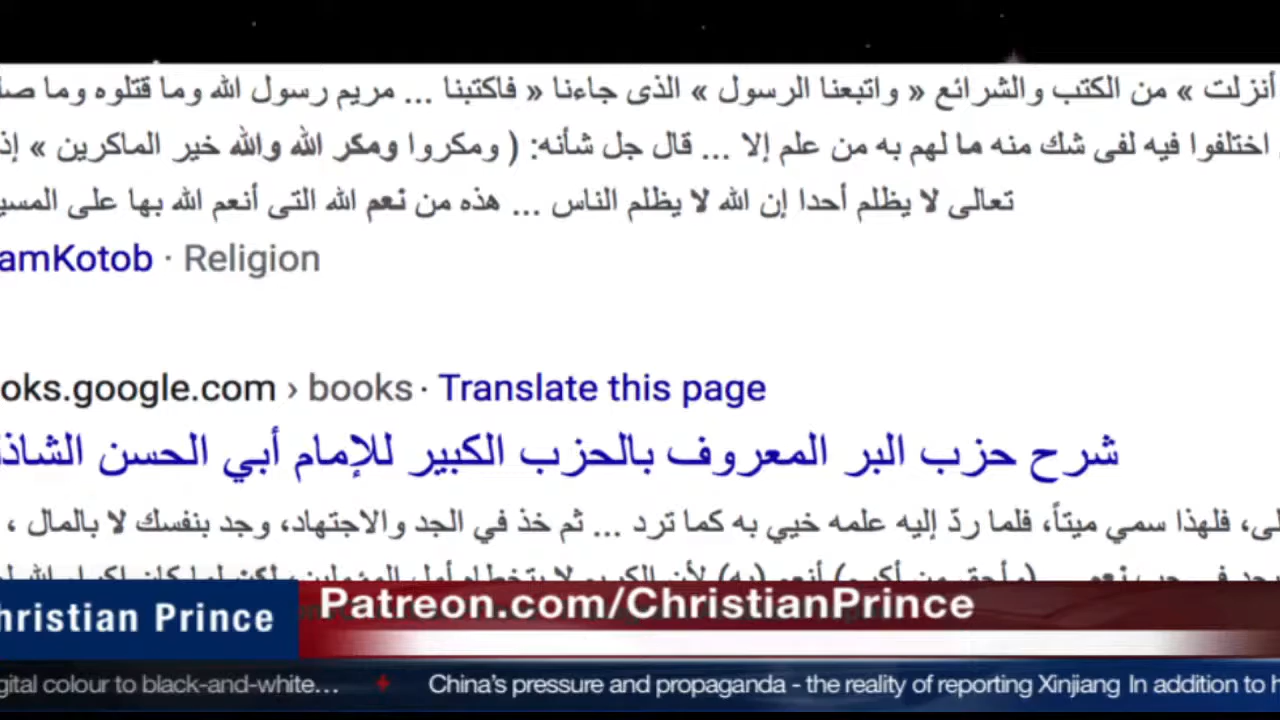 أنزلت » من الكتب والشرائع « واتبعنا الرسول » الذى جاءنا « فاكتبنا ... مريم رسول الله وما قتلوه وما
اختلفوا فيه لفى شك منه ما لهم به من علم إلا ... قال جل شأنه: ( ومكروا ومكر الله والله خير الماكرين » إذ
تعالى لا يظلم أحدا إن الله لا يظلم الناس ... هذه من نعم الله التى أنعم الله بها على
amKotob · Religion
oks.google.com › books · Translate this page
شرح حزب البر المعروف بالحزب الكبير للإمام أبي الحسن
فلهذا سمي ميتاً، فلما ردّ إليه علمه خيي به كما ترد ... ثم خذ في الجد والاجتهاد، وجد بنفسك لا بالمال ،
hristian Prince
Patreon.com/ChristianPrince
gital colour to black-and-white... China's pressure and propaganda - the reality of reporting Xinjiang In addition to